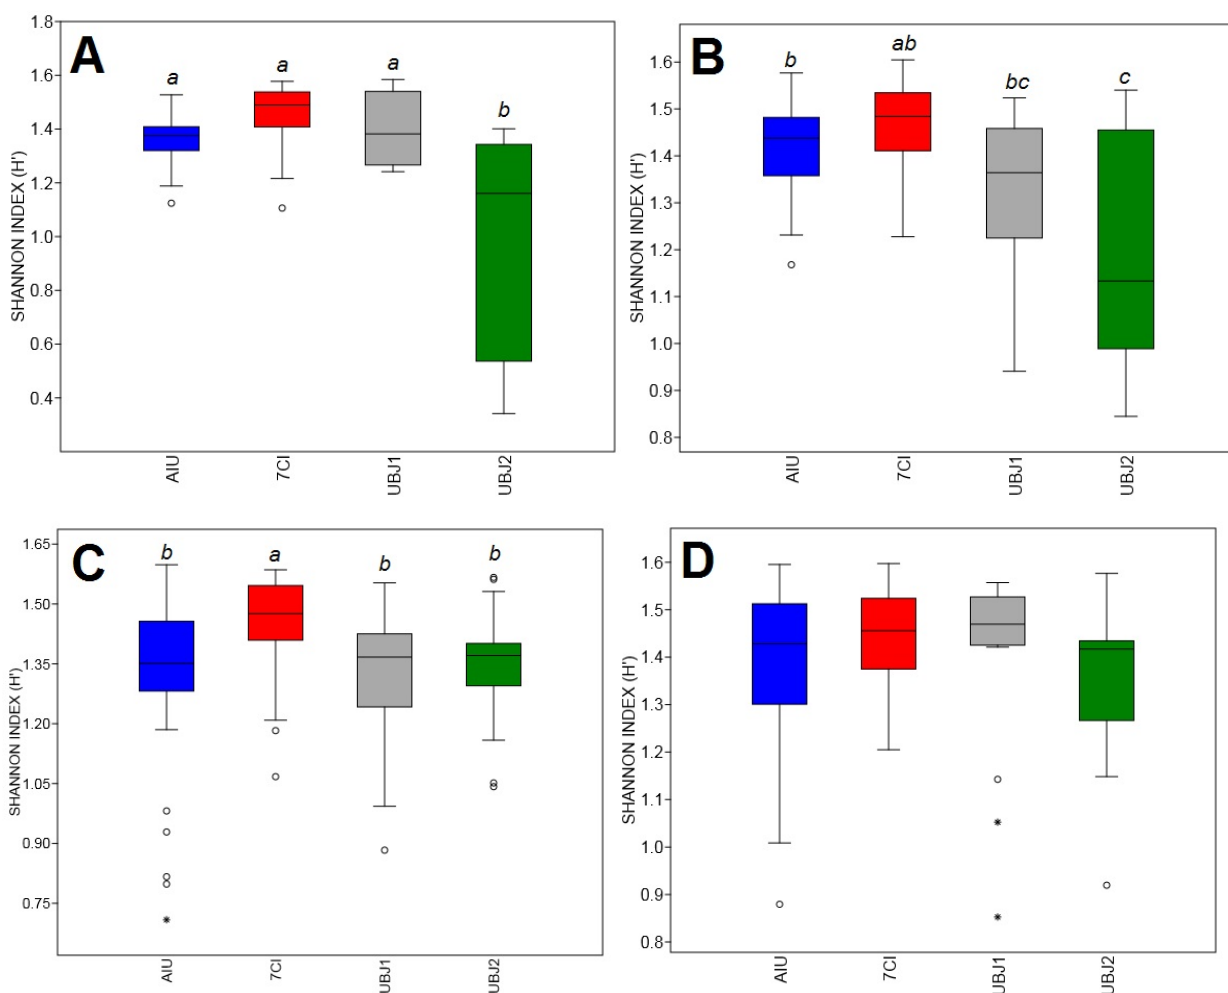 A
SHANNON INDEX (H')
1.8
1.6
1.4
1.2
1.0
0.8
0.6
0.4
a
a
a
b
AIU
7CI
UBJ1
UBJ2
B
SHANNON INDEX (H')
1.6
1.5
1.4
1.3
1.2
1.1
1.0
0.9
0.8
b
ab
bc
c
AIU
7CI
UBJ1
UBJ2
C
SHANNON INDEX (H')
1.65
1.50
1.35
1.20
1.05
0.90
0.75
b
a
b
b
AIU
7CI
UBJ1
UBJ2
D
SHANNON INDEX (H')
1.6
1.5
1.4
1.3
1.2
1.1
1.0
0.9
0.8
AIU
7CI
UBJ1
UBJ2